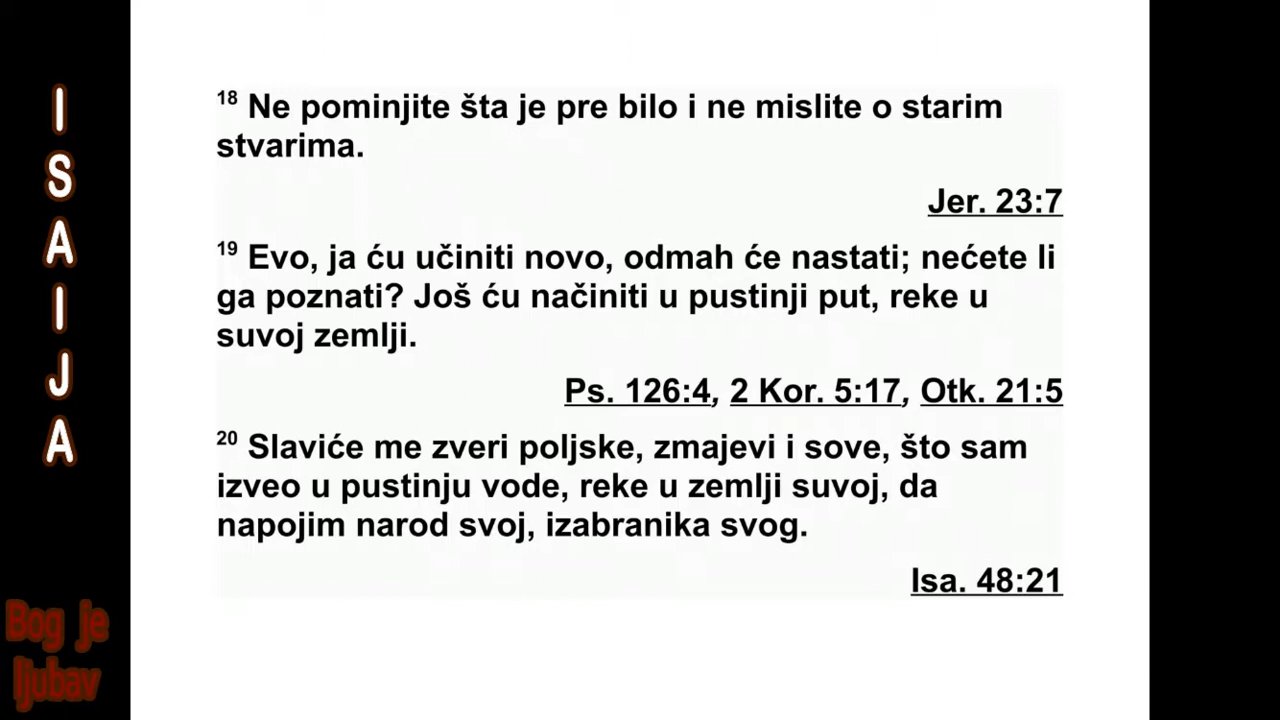 ISAIJA
18 Ne pominjite šta je pre bilo i ne mislite o starim
stvarima.
Jer. 23:7
19 Evo, ja ću učiniti novo, odmah će nastati; nećete li
ga poznati? Još ću načiniti u pustinji put, reke u
suvoj zemlji.
Ps. 126:4, 2 Kor. 5:17, Otk. 21:5
20 Slaviće me zveri poljske, zmajevi i sove, što sam
izveo u pustinju vode, reke u zemlji suvoj, da
napojim narod svoj, izabranika svog.
Isa. 48:21
Bog je
ljubav